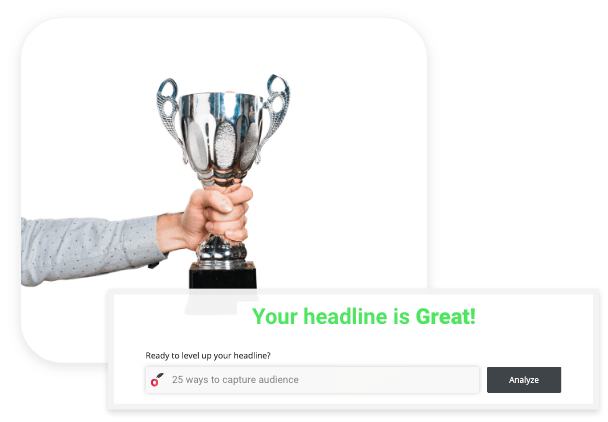 Your headline is Great!
Ready to level up your headline?
25 ways to capture audience
Analyze